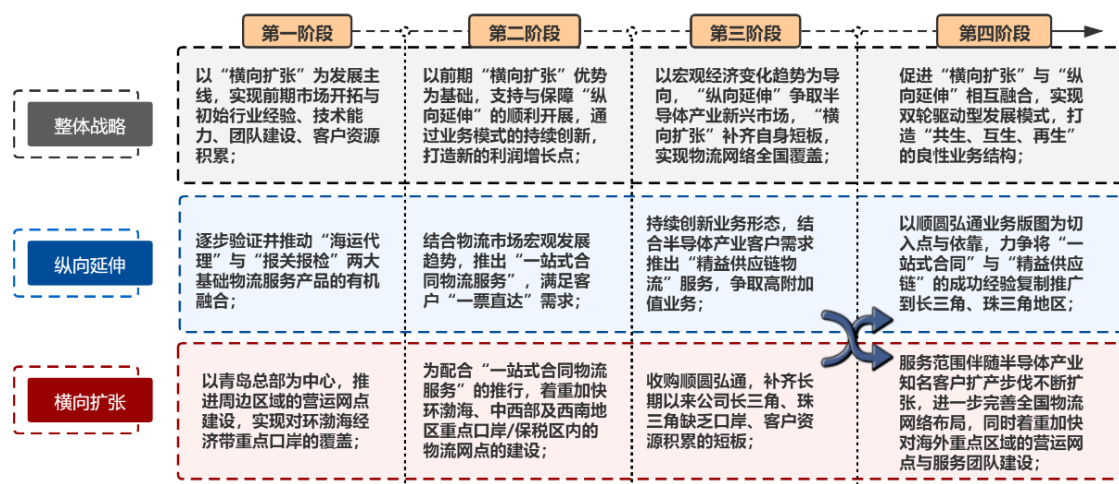 第一阶段
第二阶段
第三阶段
第四阶段
整体战略
以“横向扩张”为发展主
线，实现前期市场开拓与
初始行业经验、技术能
力、团队建设、客户资源
积累；
以前期“横向扩张”优势
为基础，支持与保障“纵
向延伸”的顺利开展，通
过业务模式的持续创新，
打造新的利润增长点；
以宏观经济变化趋势为导
向，“纵向延伸”争取半
导体产业新兴市场，“横
向扩张”补齐自身短板，
实现物流网络全国覆盖；
促进“横向扩张”与“纵
向延伸”相互融合，实现
双轮驱动型发展模式，打
造“共生、互生、再生”
的良性业务结构；
纵向延伸
逐步验证并推动“海运代
理”与“报关报检”两大
基础物流服务产品的有机
融合；
结合物流市场宏观发展
趋势，推出“一站式合
同物流服务”，满足客
户“一票直达”需求；
持续创新业务形态，
结合半导体产业客户需求
推出“精益供应链物
流”服务，争取高附加
值业务；
以顺圆弘通业务版图为切
入点与依靠，力争将“一
站式合同”与“精益供应
链”的成功经验复制推广
到长三角、珠三角地区；
横向扩张
以青岛总部为中心，推
进周边区域的营运网点
建设，实现对环渤海经
济带重点口岸的覆盖；
为配合“一站式合同物流
服务”的推行，着重加快
环渤海、中西部及西南地
区重点口岸/保税区内的
物流网点的建设；
收购顺圆弘通，补齐长
期以来公司长三角、珠
三角缺乏口岸、客户资
源积累的短板；
服务范围伴随半导体产业
知名客户扩产步伐不断扩
张，进一步完善全国物流
网络布局，同时着重加快
对海外重点区域的营运网
点与服务团队建设；